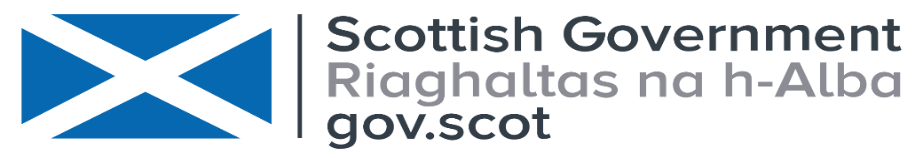 Scottish Government
Riaghaltas na h-Alba
gov.scot